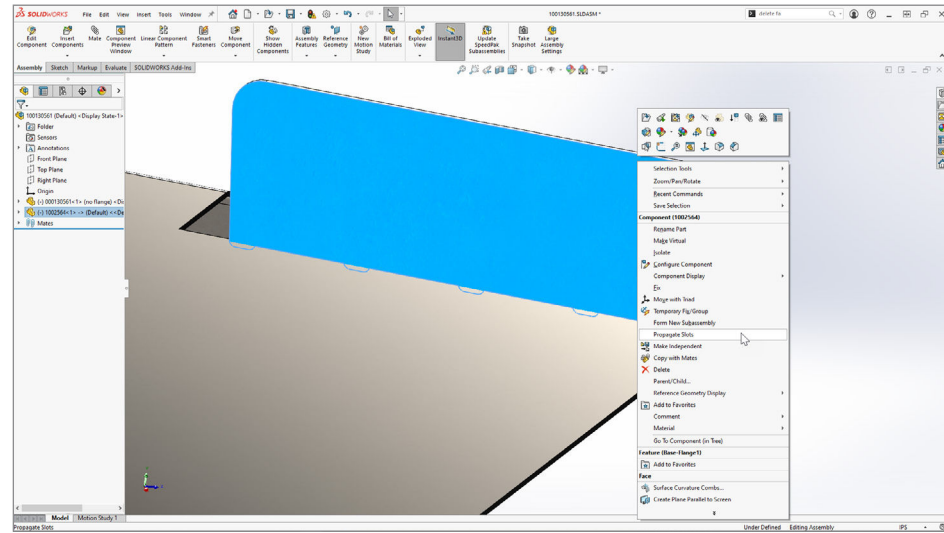 SOLIDWORKS File Edit View Insert Tools Window 100130561.SLDASM * delete fa
Edit Component Insert Components Mate Component Preview Window Linear Component Pattern Smart Fasteners Move Component Show Hidden Components Assembly Features Reference Geometry New Motion Study Bill of Materials Exploded View Instant3D Update SpeedPak Subassemblies Take Snapshot Large Assembly Settings
Assembly Sketch Markup Evaluate SOLIDWORKS Add-Ins
100130561 (Default) <Display State-1>
Folder
Sensors
Annotations
Front Plane
Top Plane
Right Plane
Origin
(-) 000130561<1> (no flange) <Dis
(-) 1002564<1> -> (Default) <<De
Mates
Selection Tools
Zoom/Pan/Rotate
Recent Commands
Save Selection
Component (1002564)
Rename Part
Make Virtual
Isolate
Configure Component
Component Display
Fix
Move with Triad
Temporary Fix/Group
Form New Subassembly
Propagate Slots
Make Independent
Copy with Mates
Delete
Parent/Child...
Reference Geometry Display
Add to Favorites
Comment
Material
Go To Component (in Tree)
Feature (Base-Flange1)
Add to Favorites
Face
Surface Curvature Combs...
Create Plane Parallel to Screen
Model Motion Study 1
Propagate Slots Under Defined Editing Assembly IPS